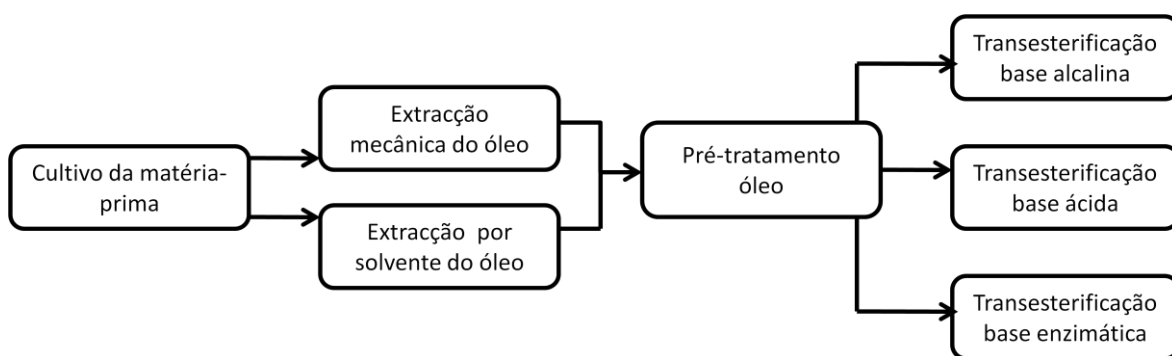 Cultivo da matéria-
prima
Extracção
mecânica do óleo
Extracção por
solvente do óleo
Pré-tratamento
óleo
Transesterificação
base alcalina
Transesterificação
base ácida
Transesterificação
base enzimática